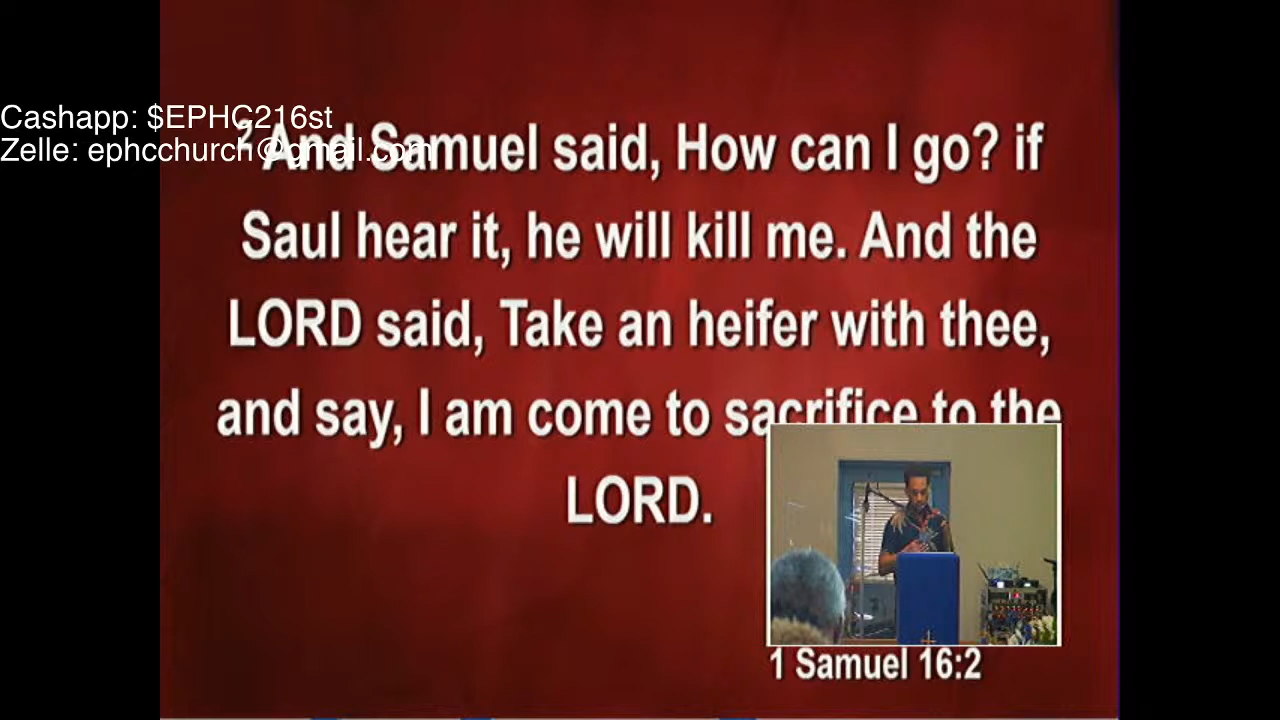 Cashapp: $EPHC216st
Zelle: ephcchurch@gmail.com
2 And Samuel said, How can I go? if
Saul hear it, he will kill me. And the
LORD said, Take an heifer with thee,
and say, I am come to sacrifice to the
LORD.
1 Samuel 16:2